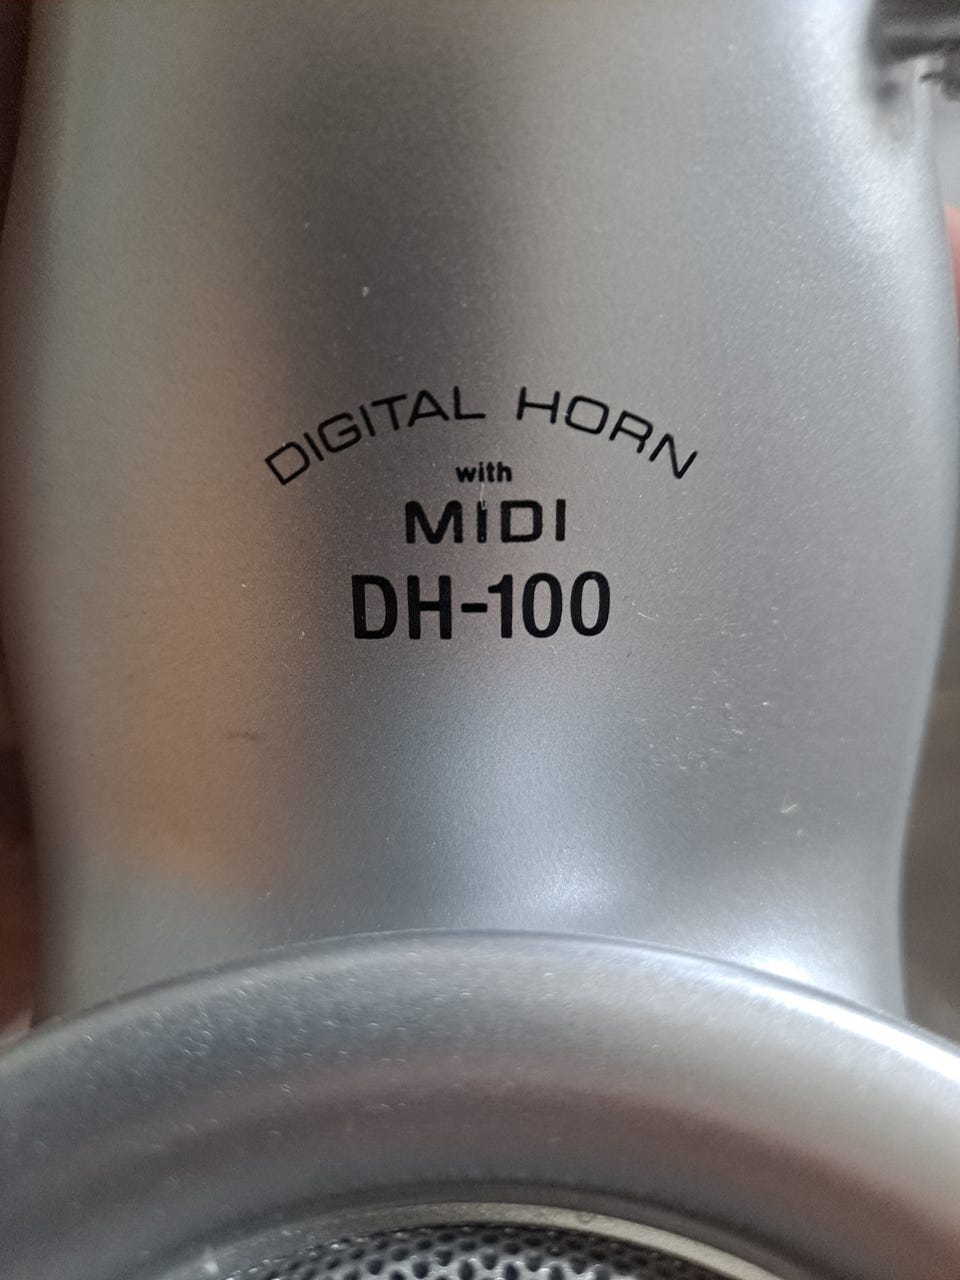 DIGITAL HORN
with
MIDI
DH-100